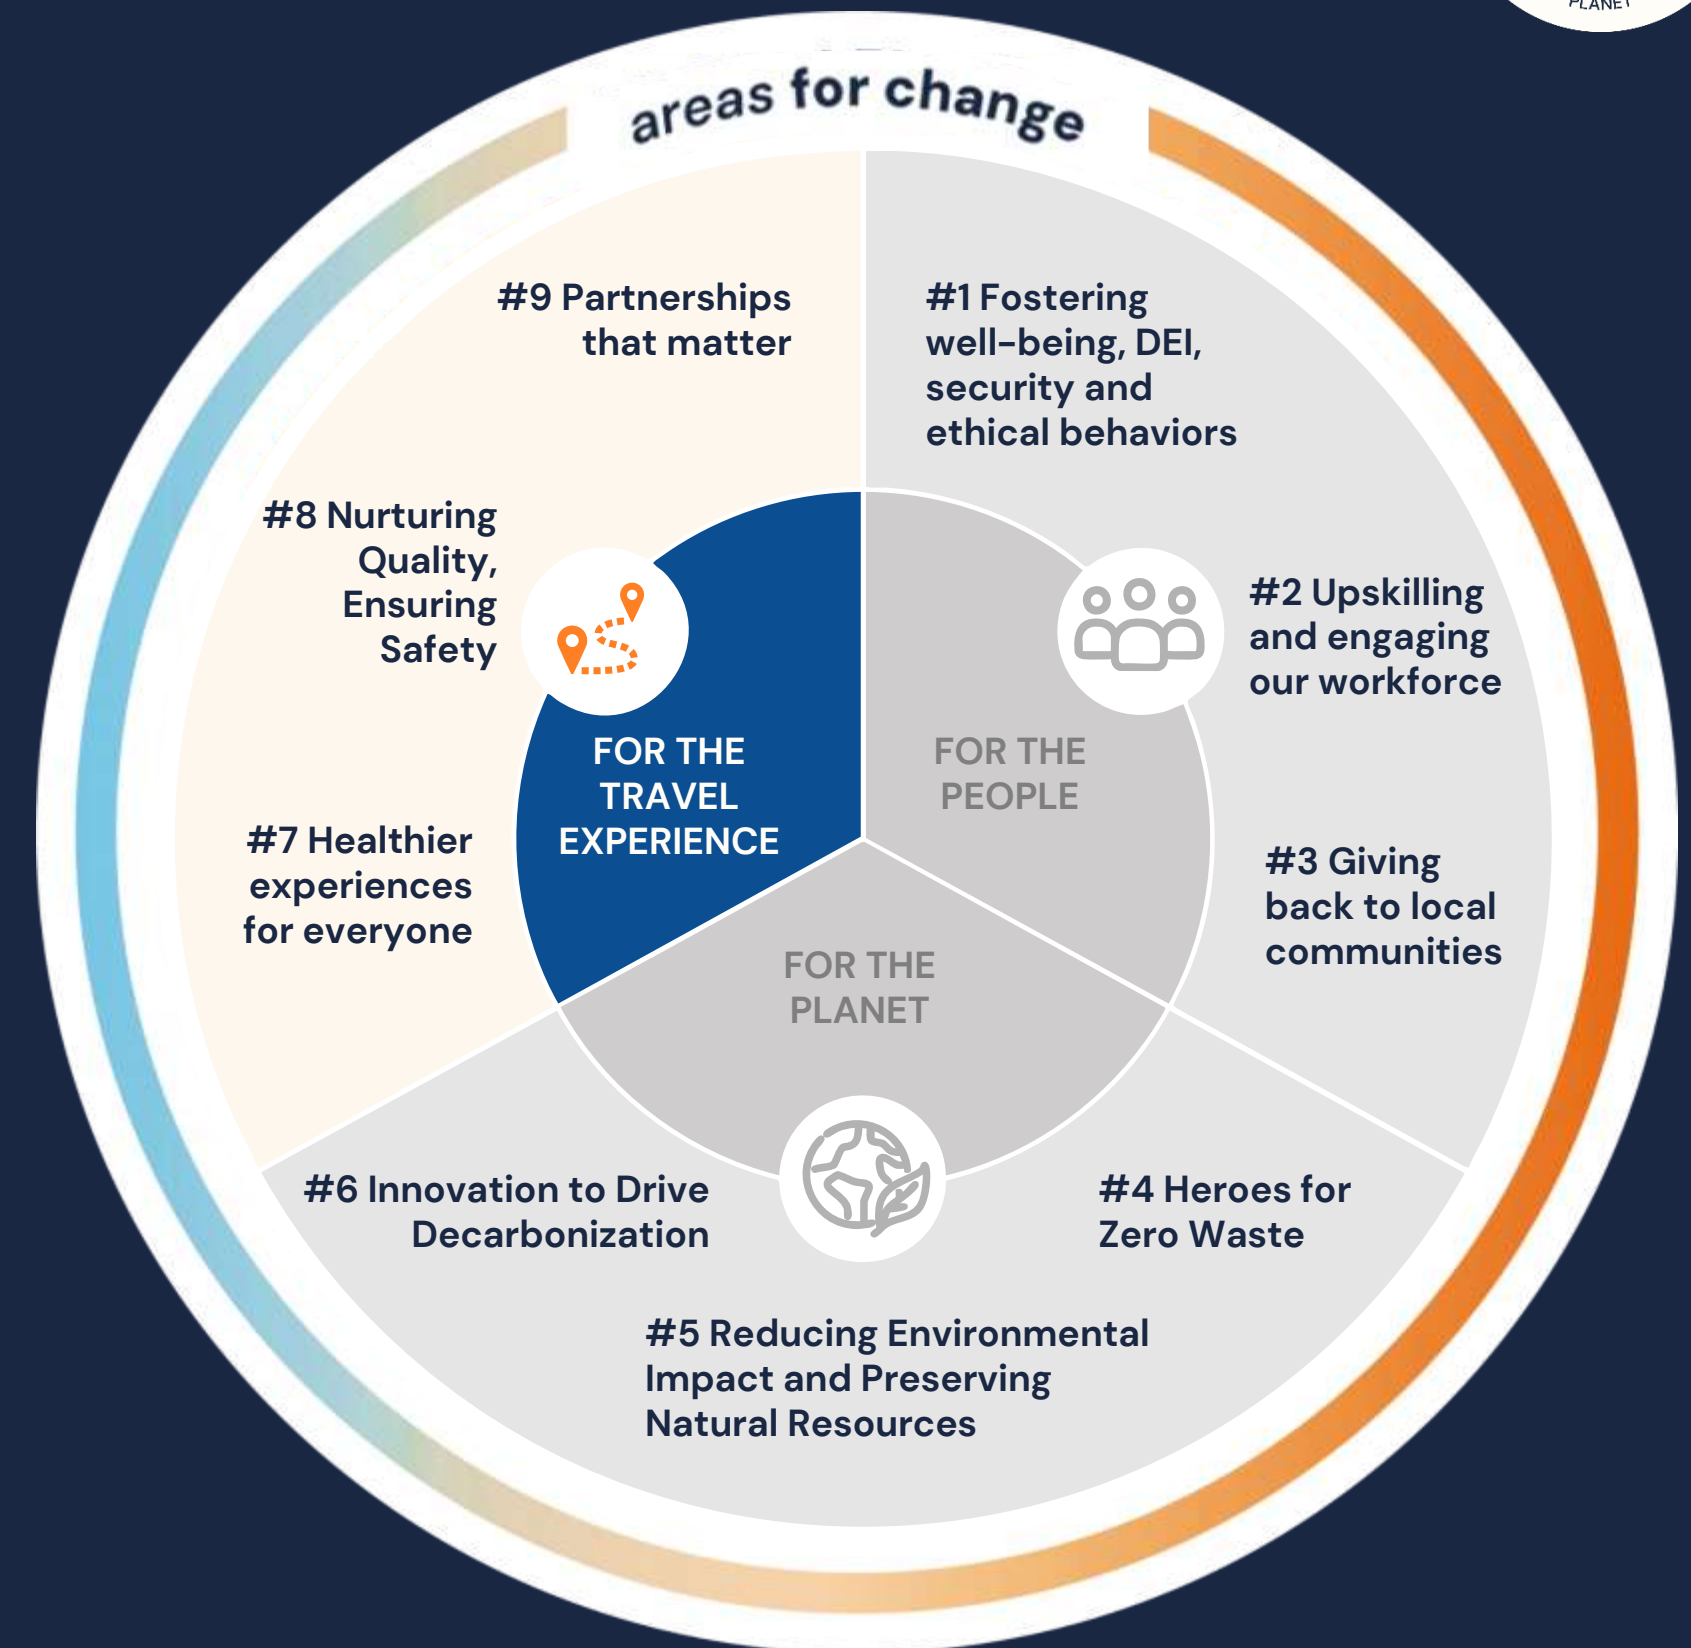 PLANET
areas for change
#9 Partnerships
that matter
#1 Fostering
well-being, DEI,
security and
ethical behaviors
#8 Nurturing
Quality,
Ensuring
Safety
#2 Upskilling
and engaging
our workforce
FOR THE
TRAVEL
EXPERIENCE
FOR THE
PEOPLE
#7 Healthier
experiences
for everyone
#3 Giving
back to local
communities
FOR THE
PLANET
#6 Innovation to Drive
Decarbonization
#4 Heroes for
Zero Waste
#5 Reducing Environmental
Impact and Preserving
Natural Resources